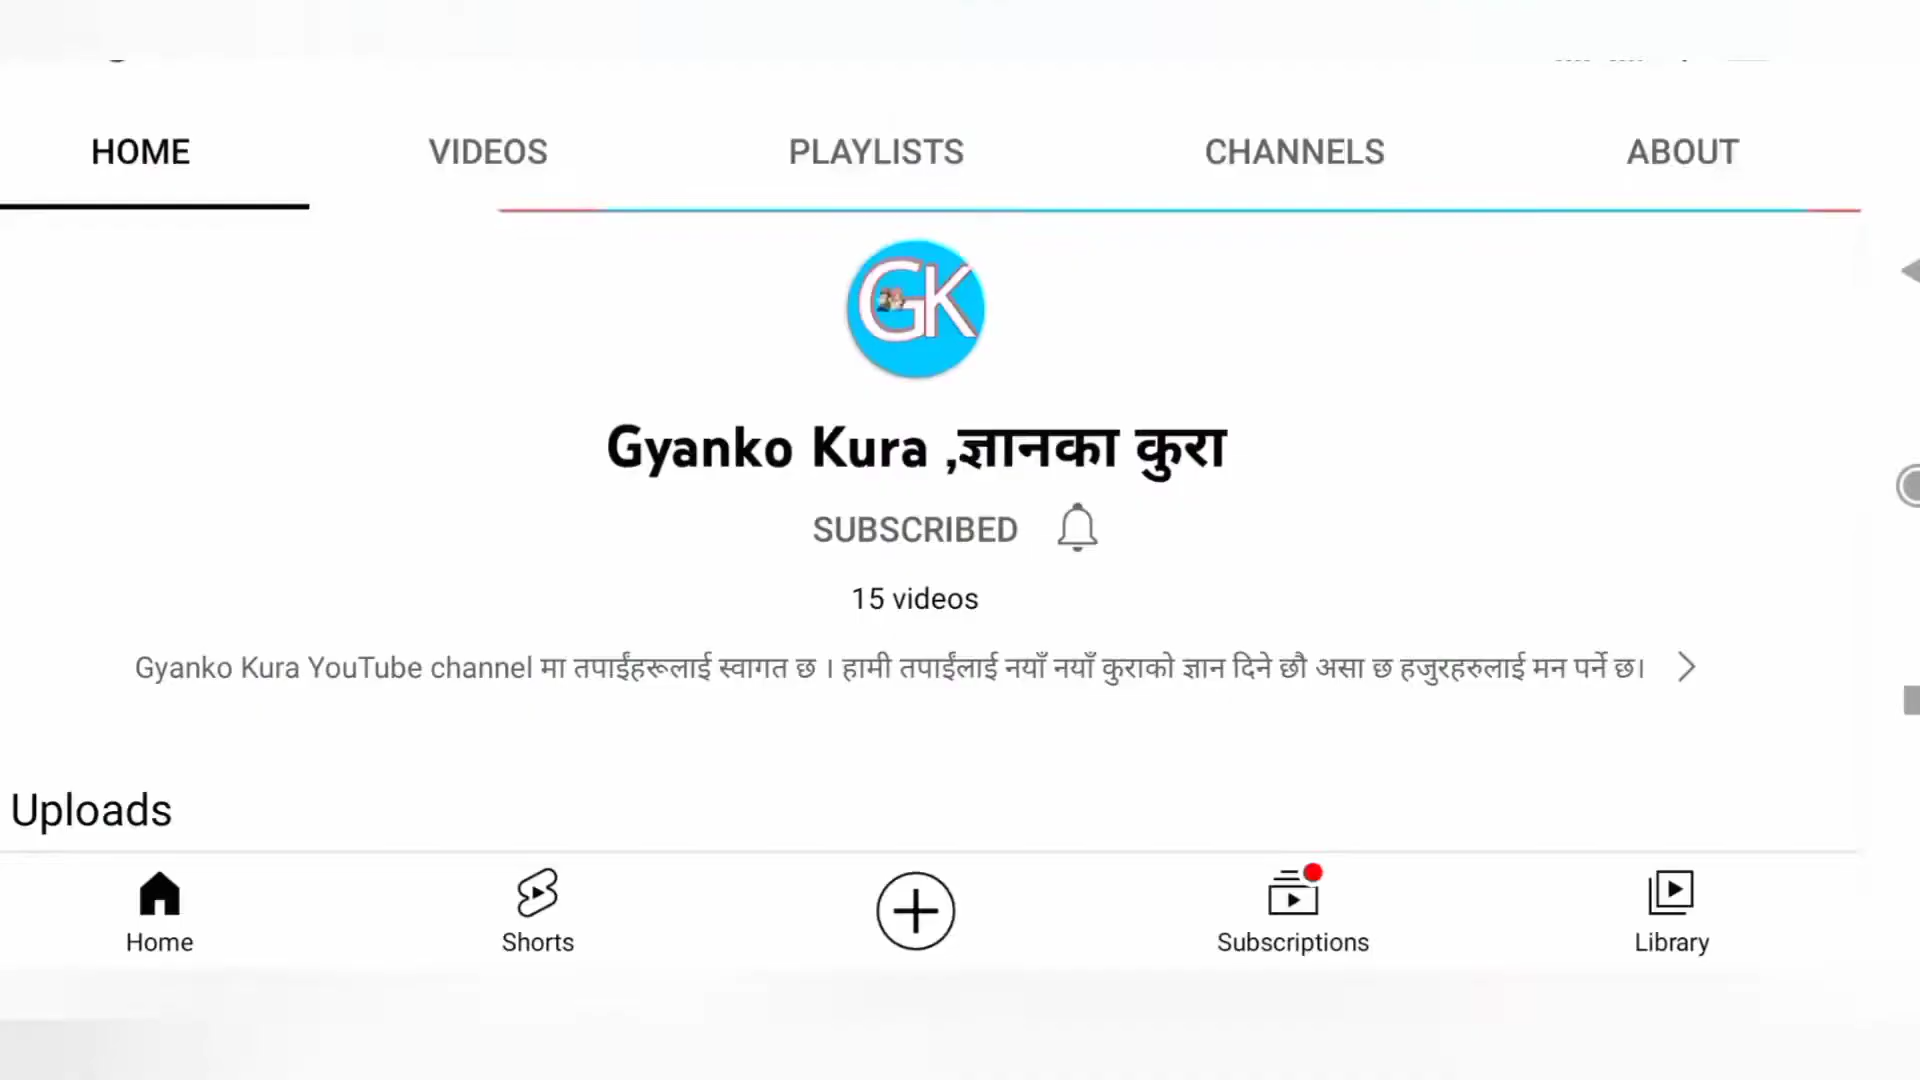 HOME VIDEOS PLAYLISTS CHANNELS ABOUT
GK
Gyanko Kura ,ज्ञानका कुरा
SUBSCRIBED
15 videos
Gyanko Kura YouTube channel मा तपाईंहरूलाई स्वागत छ । हामी तपाईंलाई नयाँ नयाँ कुराको ज्ञान दिने छौ असा छ हजुरहरुलाई मन पर्ने छ।
Uploads
Home Shorts Subscriptions Library